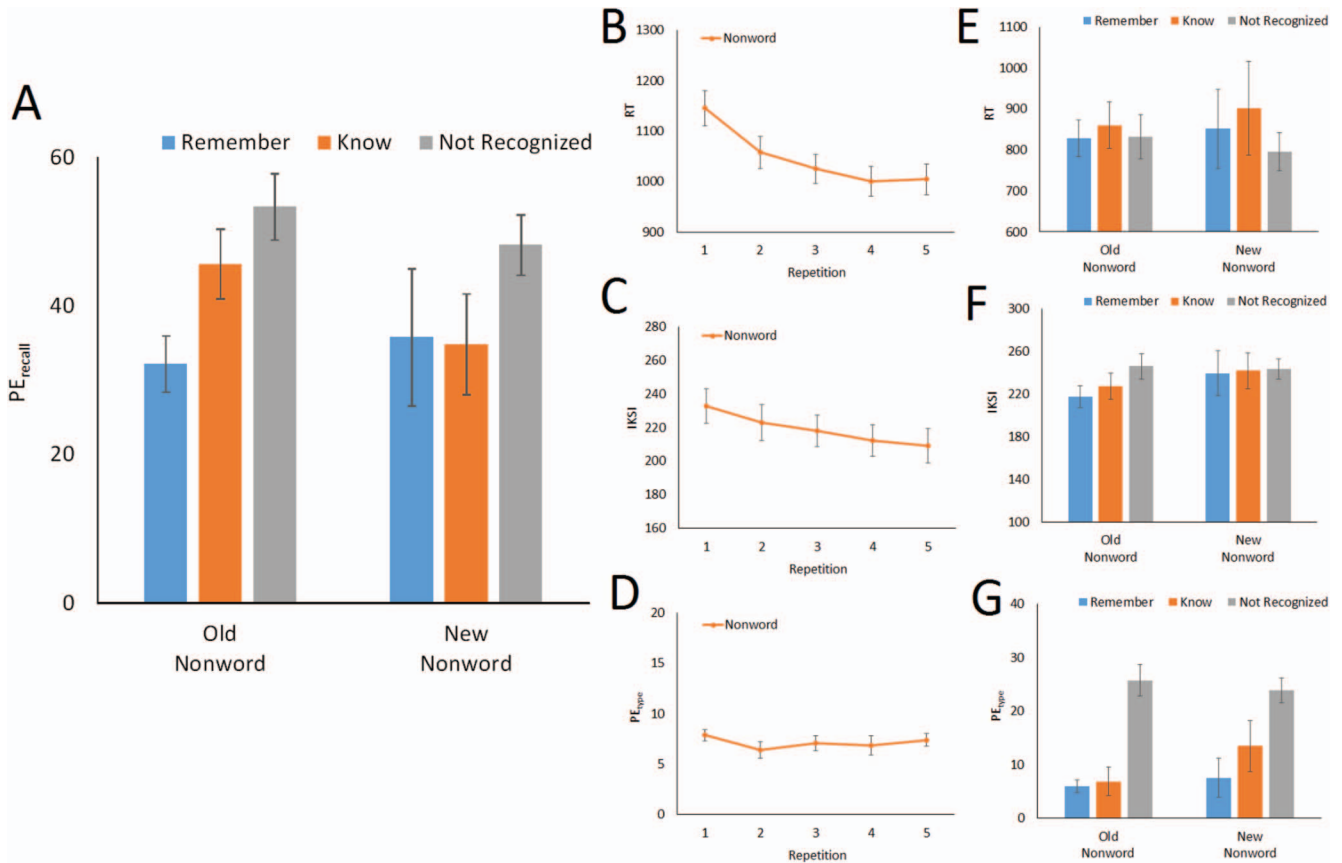 A
Remember Know Not Recognized
PE_recall
60
40
20
0
Old
Nonword
New
Nonword
B
Nonword
RT
1300
1200
1100
1000
900
1 2 3 4 5
Repetition
C
Nonword
IKSI
280
260
240
220
200
180
160
1 2 3 4 5
Repetition
D
Nonword
PE_type
20
15
10
5
0
1 2 3 4 5
Repetition
E
Remember Know Not Recognized
RT
1100
1000
900
800
700
600
Old
Nonword
New
Nonword
F
Remember Know Not Recognized
IKSI
300
260
220
180
140
100
Old
Nonword
New
Nonword
G
Remember Know Not Recognized
PE_type
40
30
20
10
0
Old
Nonword
New
Nonword